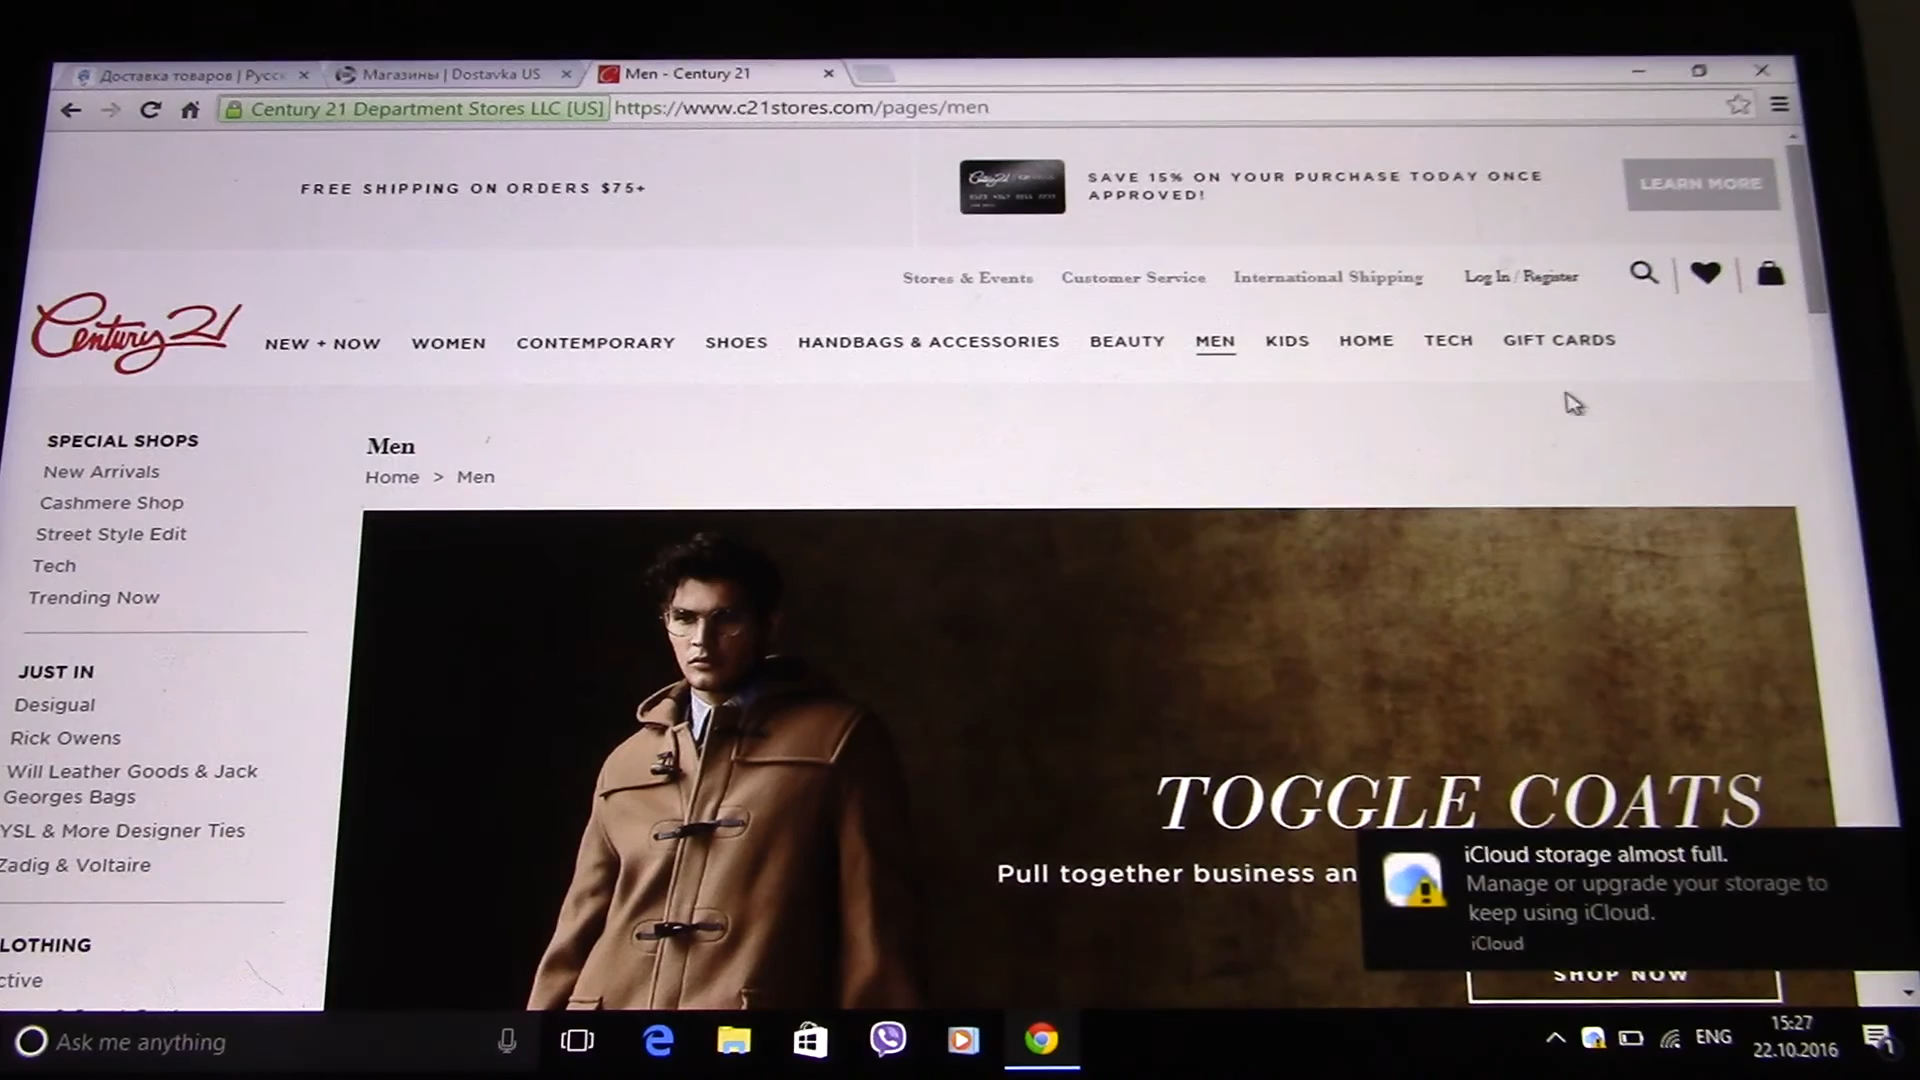 Доставка товаров | Русск
Магазины | Dostavka US
Men - Century 21
Century 21 Department Stores LLC [US]
https://www.c21stores.com/pages/men
FREE SHIPPING ON ORDERS $75+
SAVE 15% ON YOUR PURCHASE TODAY ONCE
APPROVED!
LEARN MORE
Stores & Events
Customer Service
International Shipping
Log In / Register
Century 21
NEW + NOW
WOMEN
CONTEMPORARY
SHOES
HANDBAGS & ACCESSORIES
BEAUTY
MEN
KIDS
HOME
TECH
GIFT CARDS
SPECIAL SHOPS
New Arrivals
Cashmere Shop
Street Style Edit
Tech
Trending Now
JUST IN
Desigual
Rick Owens
Will Leather Goods & Jack
Georges Bags
YSL & More Designer Ties
Zadig & Voltaire
LOTHING
ctive
Men
Home > Men
TOGGLE COATS
Pull together business an
SHOP NOW
iCloud storage almost full.
Manage or upgrade your storage to
keep using iCloud.
iCloud
Ask me anything
ENG
15:27
22.10.2016
1